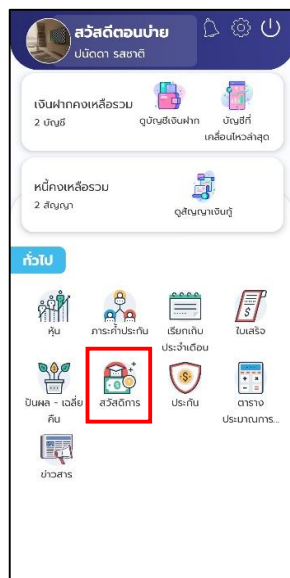 สวัสดีตอนบ่าย
ปนัดดา รสชาติ
เงินฝากคงเหลือรวม
2 บัญชี
ดูบัญชีเงินฝาก
บัญชีที่
เคลื่อนไหวล่าสุด
หนี้คงเหลือรวม
2 สัญญา
ดูสัญญาเงินกู้
ทั่วไป
หุ้น
ภาระค้ำประกัน
เรียกเก็บ
ประจำเดือน
ใบเสร็จ
ปันผล - เฉลี่ย
คืน
สวัสดิการ
ประกัน
ตาราง
ประมาณการ...
ข่าวสาร